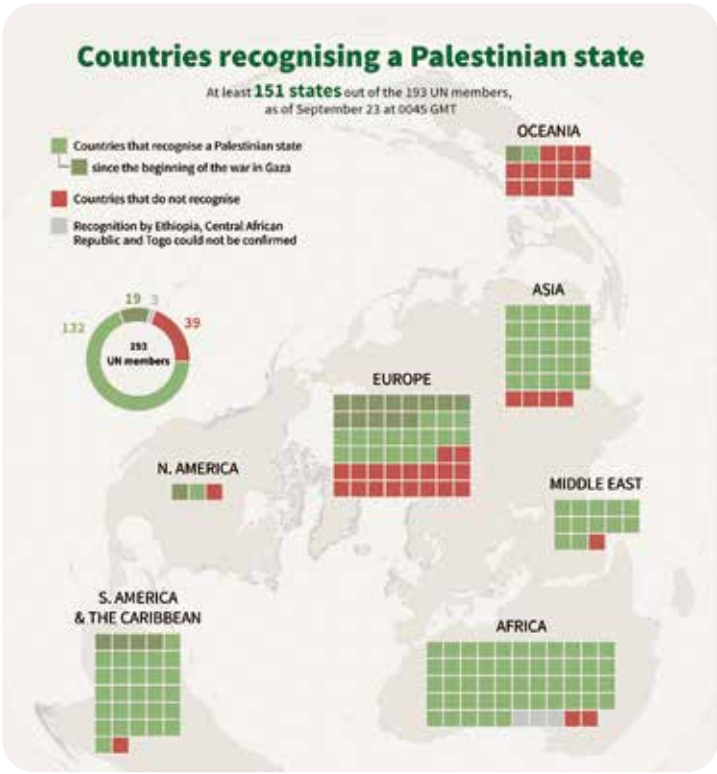 Countries recognising a Palestinian state
At least 151 states out of the 193 UN members,
as of September 23 at 0045 GMT
Countries that recognise a Palestinian state
since the beginning of the war in Gaza
Countries that do not recognise
Recognition by Ethiopia, Central African
Republic and Togo could not be confirmed
OCEANIA
ASIA
19 3
132
39
193
UN members
EUROPE
N. AMERICA
MIDDLE EAST
S. AMERICA
& THE CARIBBEAN
AFRICA